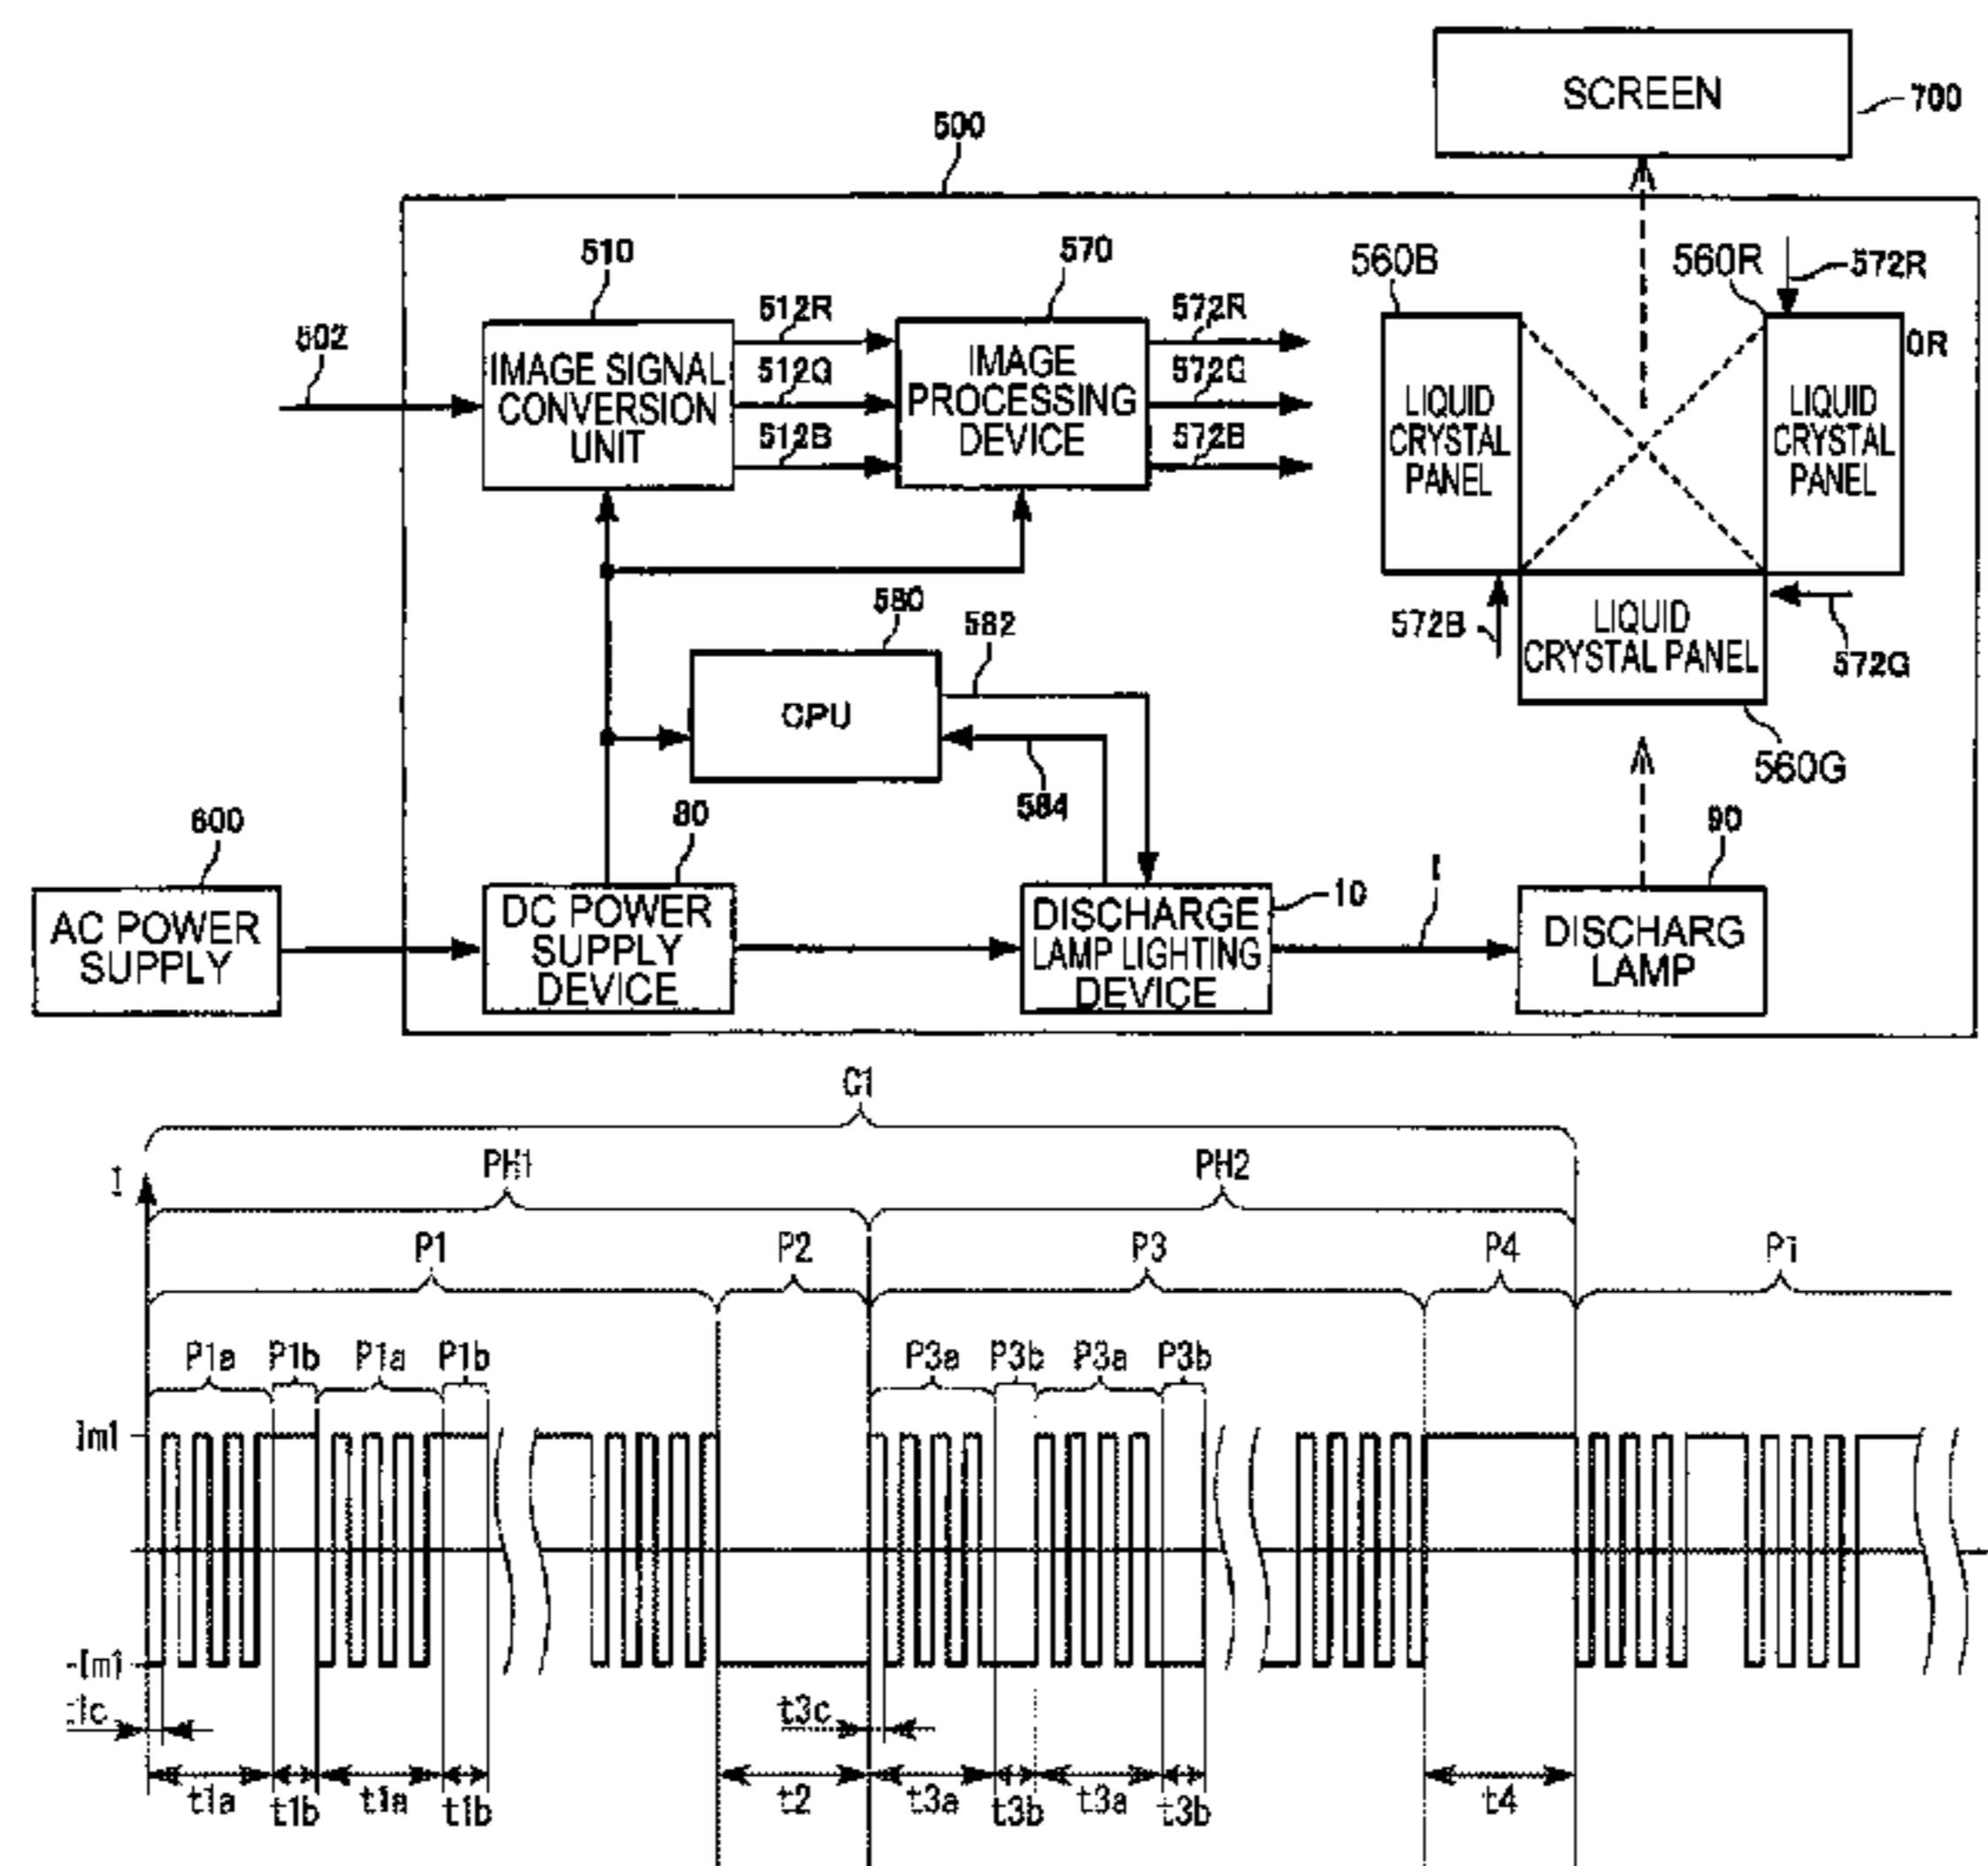 SCREEN
700
500
510
570
560B
560R
572R
502
512R
572R
0R
IMAGE SIGNAL
CONVERSION
UNIT
512G
IMAGE
PROCESSING
DEVICE
572G
LIQUID
CRYSTAL
PANEL
LIQUID
CRYSTAL
PANEL
512B
572B
580
582
572B
LIQUID
CRYSTAL PANEL
572G
CPU
584
560G
600
80
90
I
10
AC POWER
SUPPLY
DC POWER
SUPPLY
DEVICE
DISCHARGE
LAMP LIGHTING
DEVICE
DISCHARG
LAMP
C1
I
PH1
PH2
P1
P2
P3
P4
P1
P1a
P1b
P1a
P1b
P3a
P3b
P3a
P3b
Im1
-Im1
t1c
t3c
t1a
t1b
t1a
t1b
t2
t3a
t3b
t3a
t3b
t4